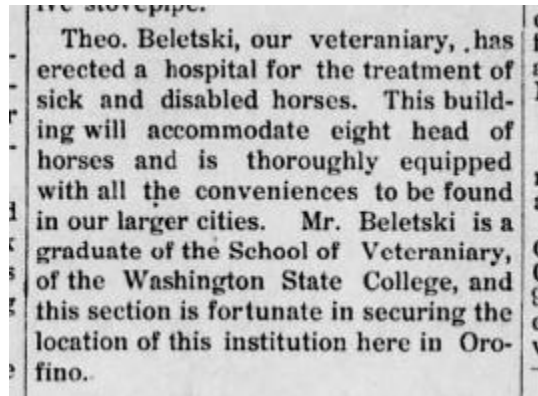 ive stovepipe.
Theo. Beletski, our veteraniary, has
erected a hospital for the treatment of
sick and disabled horses. This build-
ing will accommodate eight head of
horses and is thoroughly equipped
with all the conveniences to be found
in our larger cities. Mr. Beletski is a
graduate of the School of Veteraniary,
of the Washington State College, and
this section is fortunate in securing the
location of this institution here in Oro-
fino.